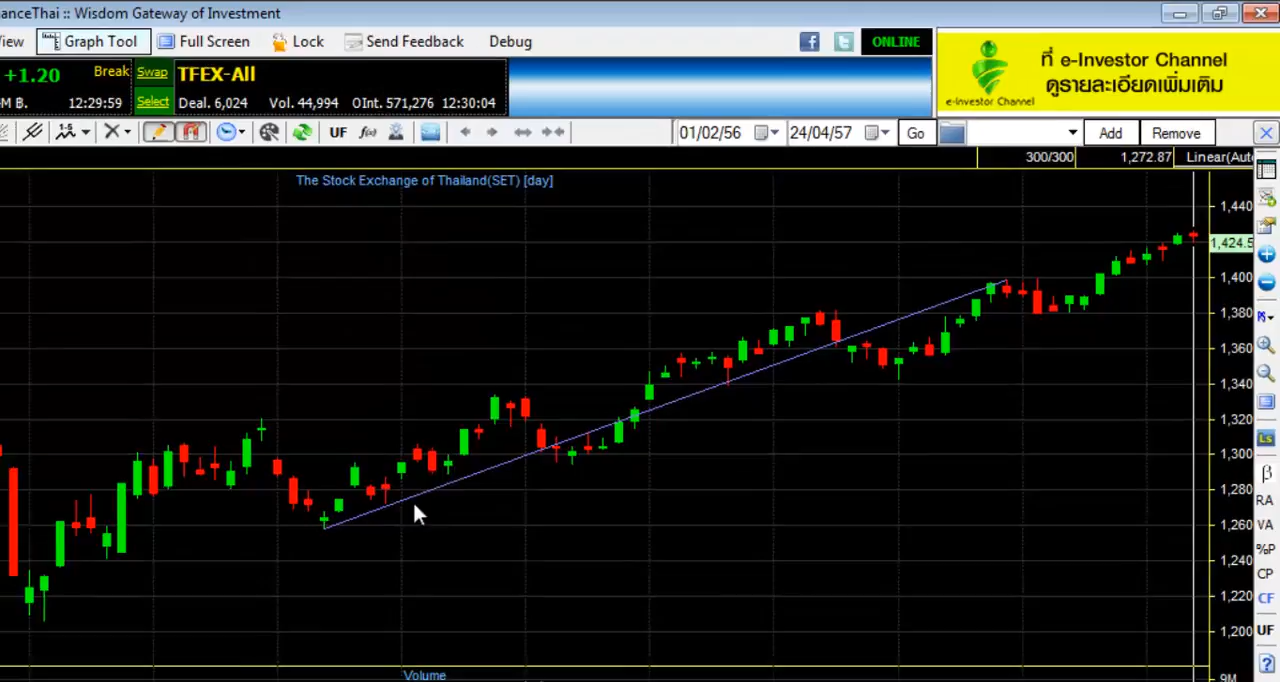 anceThai :: Wisdom Gateway of Investment
iew Graph Tool Full Screen Lock Send Feedback Debug ONLINE
+1.20 Break Swap TFEX-All
M B. 12:29:59 Select Deal. 6,024 Vol. 44,994 OInt. 571,276 12:30:04
ที่ e-Investor Channel
ดูรายละเอียดเพิ่มเติม
e-Investor Channel
UF f(x) 01/02/56 24/04/57 Go Add Remove
300/300 1,272.87 Linear(Aut
The Stock Exchange of Thailand(SET) [day]
1,440
1,424.5
1,400
1,380
1,360
1,340
1,320
1,300
1,280
1,260
1,240
1,220
1,200
Volume
9M
Ls
β
RA
VA
%P
CP
CF
UF
?